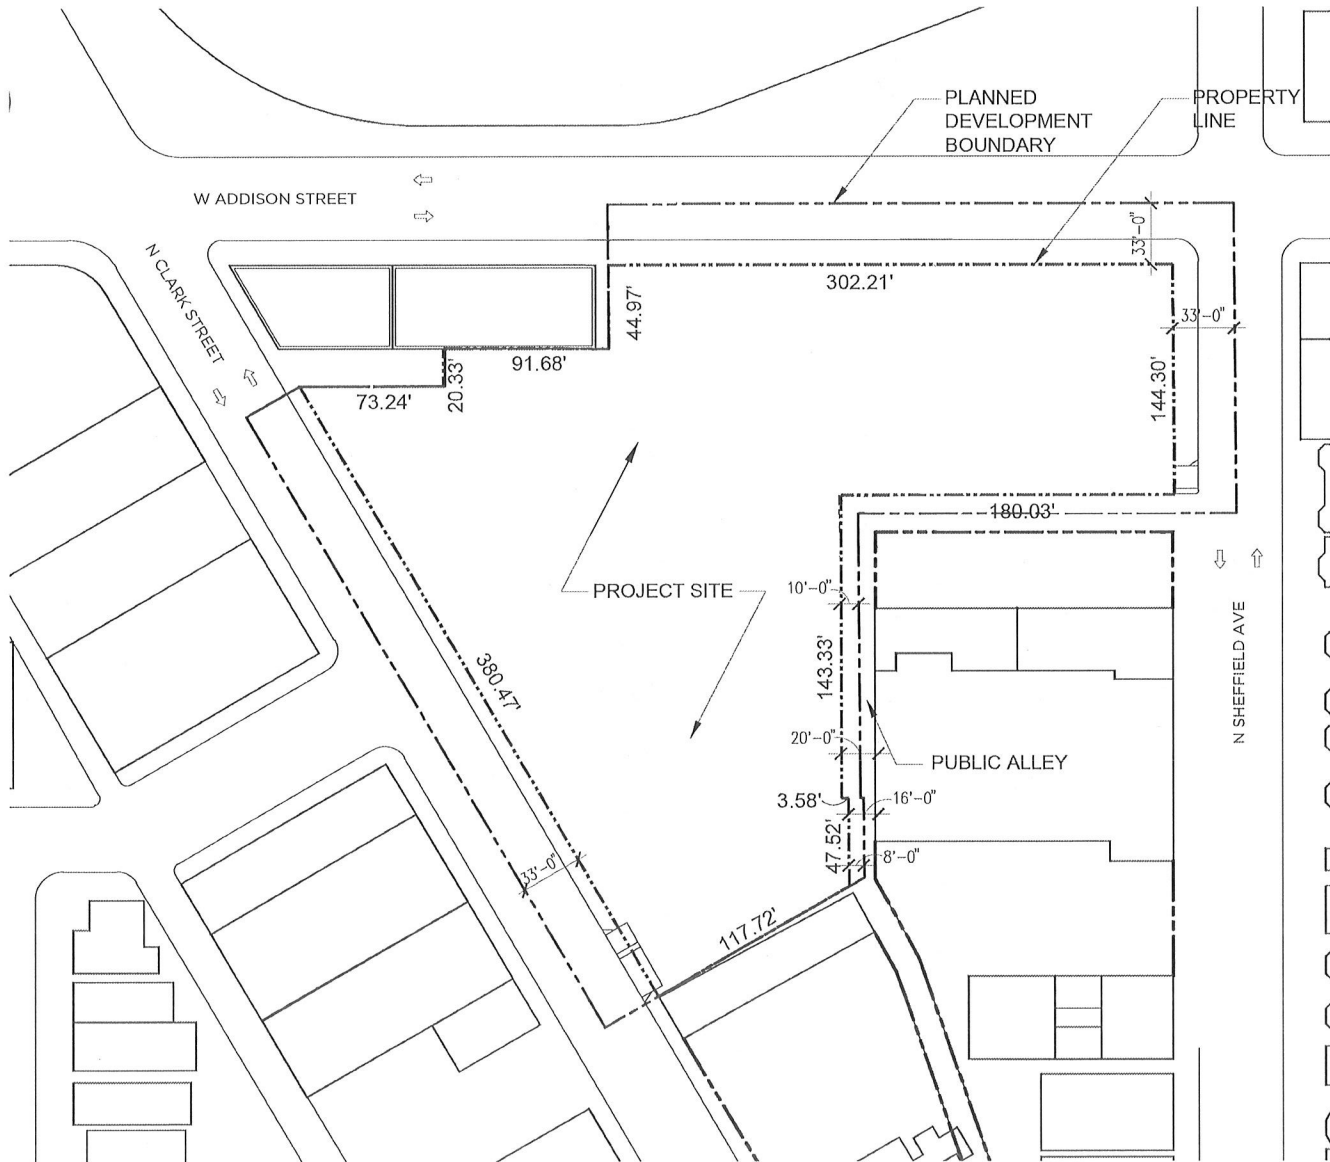 PLANNED
DEVELOPMENT
BOUNDARY
PROPERTY
LINE
W ADDISON STREET
33'-0"
N CLARK STREET
302.21'
44.97'
33'-0"
91.68'
20.33'
73.24'
144.30'
180.03'
PROJECT SITE
10'-0"
N SHEFFIELD AVE
143.33'
380.47'
20'-0"
PUBLIC ALLEY
3.58'
16'-0"
47.52'
8'-0"
33'-0"
117.72'